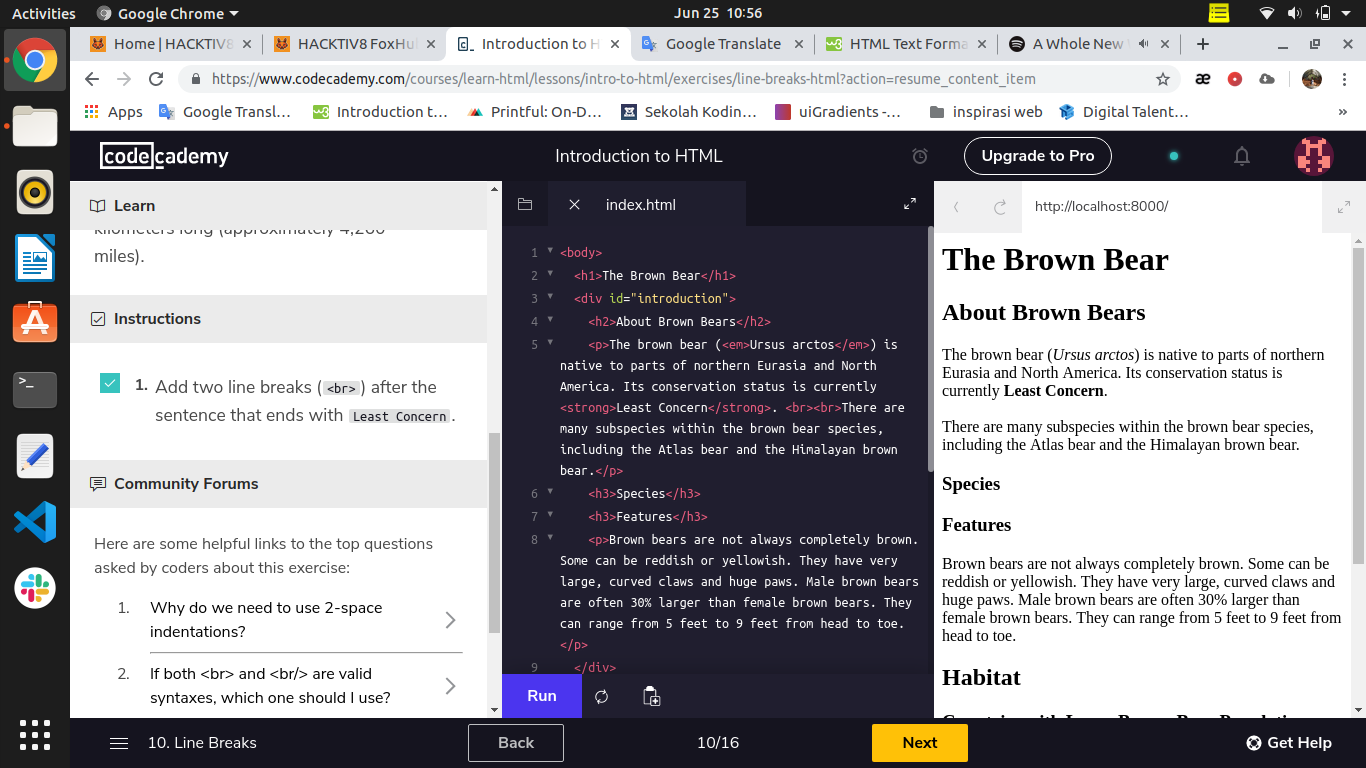 Activities
Google Chrome
Jun 25 10:56
Home | HACKTIV8
HACKTIV8 FoxHu
Introduction to H
Google Translate
HTML Text Forma
A Whole New
https://www.codecademy.com/courses/learn-html/lessons/intro-to-html/exercises/line-breaks-html?action=resume_content_item
Apps
Google Transl…
Introduction t…
Printful: On-D…
Sekolah Kodin…
uiGradients -…
inspirasi web
Digital Talent…
»
codecademy
Introduction to HTML
Upgrade to Pro
Learn
kilometers long (approximately 4,260
miles).
Instructions
1. Add two line breaks (<br>) after the
sentence that ends with Least Concern.
Community Forums
Here are some helpful links to the top questions
asked by coders about this exercise:
1. Why do we need to use 2-space
indentations?
2. If both <br> and <br/> are valid
syntaxes, which one should I use?
index.html
1 <body>
2 <h1>The Brown Bear</h1>
3 <div id="introduction">
4 <h2>About Brown Bears</h2>
5 <p>The brown bear (<em>Ursus arctos</em>) is
native to parts of northern Eurasia and North
America. Its conservation status is currently
<strong>Least Concern</strong>. <br><br>There are
many subspecies within the brown bear species,
including the Atlas bear and the Himalayan brown
bear.</p>
6 <h3>Species</h3>
7 <h3>Features</h3>
8 <p>Brown bears are not always completely brown.
Some can be reddish or yellowish. They have very
large, curved claws and huge paws. Male brown bears
are often 30% larger than female brown bears. They
can range from 5 feet to 9 feet from head to toe.
</p>
9 </div>
Run
http://localhost:8000/
The Brown Bear
About Brown Bears
The brown bear (Ursus arctos) is native to parts of northern
Eurasia and North America. Its conservation status is
currently Least Concern.
There are many subspecies within the brown bear species,
including the Atlas bear and the Himalayan brown bear.
Species
Features
Brown bears are not always completely brown. Some can be
reddish or yellowish. They have very large, curved claws and
huge paws. Male brown bears are often 30% larger than
female brown bears. They can range from 5 feet to 9 feet from
head to toe.
Habitat
10. Line Breaks
Back
10/16
Next
Get Help